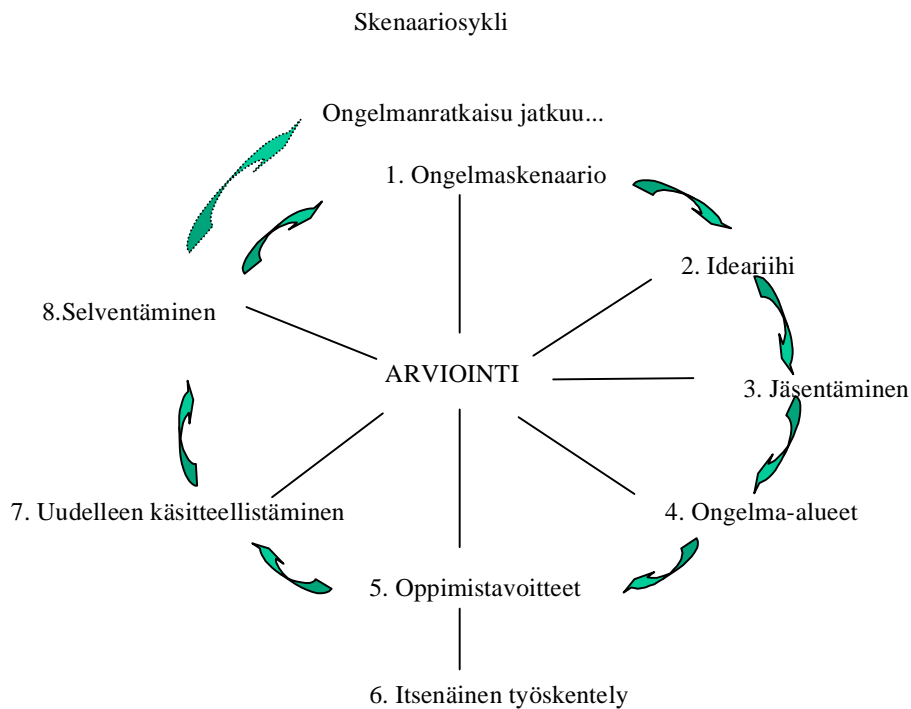 Skenaariosykli
Ongelmanratkaisu jatkuu...
1. Ongelmaskenaario
2. Ideariihi
8.Selventäminen
ARVIOINTI
3. Jäsentäminen
7. Uudelleen käsitteellistäminen
4. Ongelma-alueet
5. Oppimistavoitteet
6. Itsenäinen työskentely